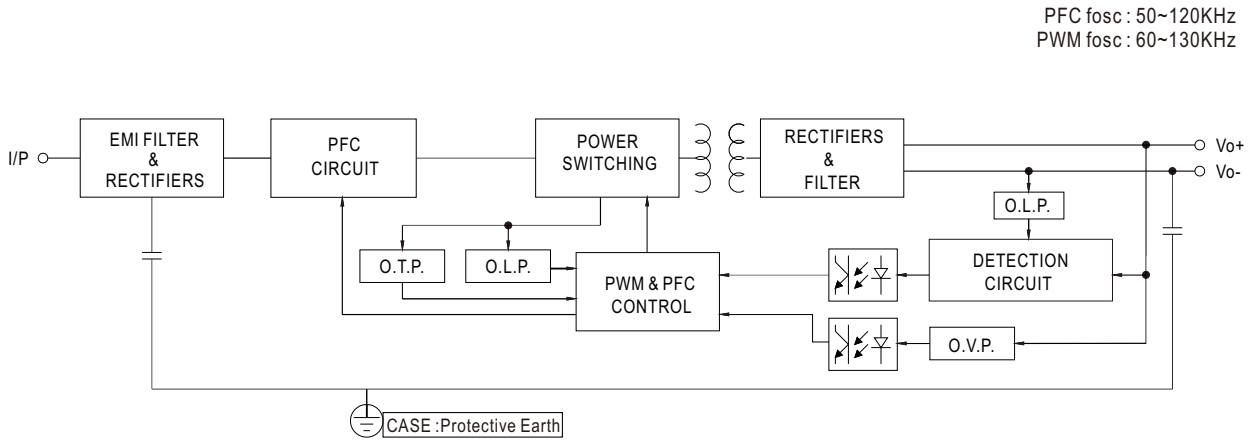 PFC fosc : 50~120KHz
PWM fosc : 60~130KHz
I/P
EMI FILTER
&
RECTIFIERS
PFC
CIRCUIT
POWER
SWITCHING
RECTIFIERS
&
FILTER
Vo+
Vo-
O.L.P.
O.T.P.
O.L.P.
PWM & PFC
CONTROL
DETECTION
CIRCUIT
O.V.P.
CASE :Protective Earth